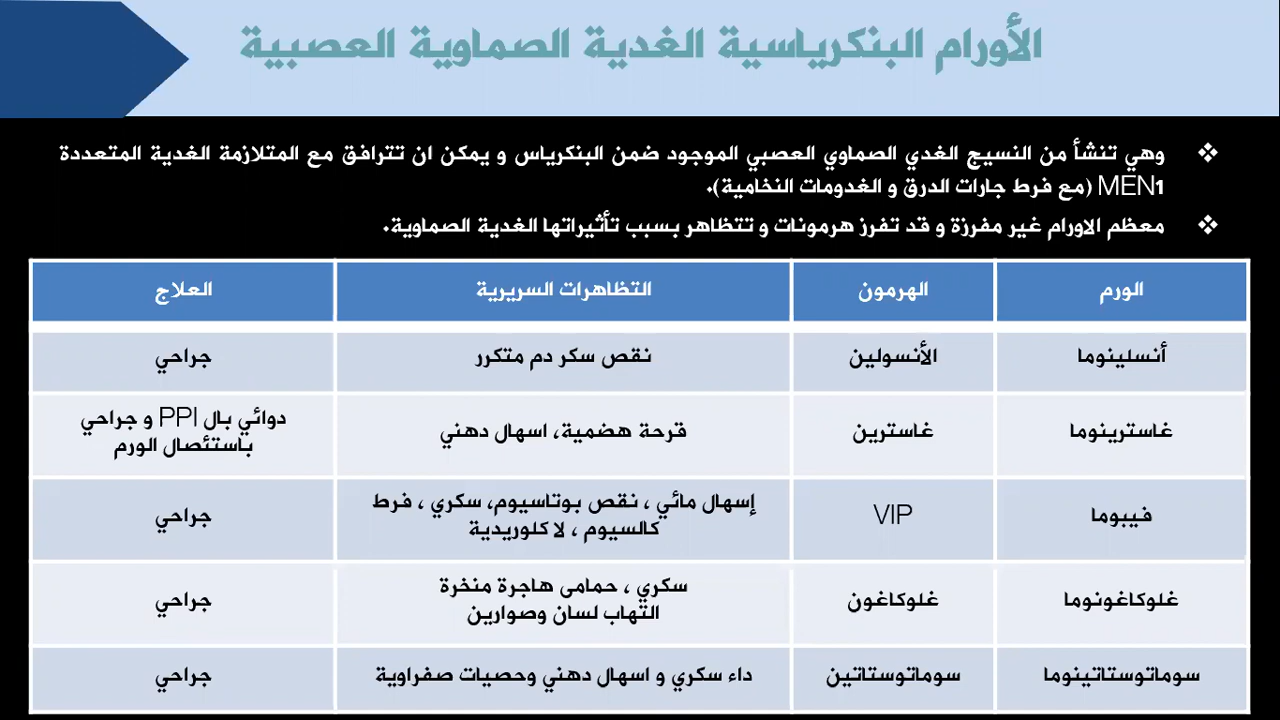 الأورام البنكرياسية الغدية الصماوية العصبية
وهي تنشأ من النسيج الغدي الصماوي العصبي الموجود ضمن البنكرياس و يمكن ان تترافق مع المتلازمة الغدية المتعددة
MEN1 (مع فرط جارات الدرق و الغدومات النخامية).
معظم الاورام غير مفرزة و قد تفرز هرمونات و تتظاهر بسبب تأثيراتها الغدية الصماوية.
الورم الهرمون التظاهرات السريرية العلاج
أنسلينوما الأنسولين نقص سكر دم متكرر جراحي
غاسترينوما غاسترين قرحة هضمية، اسهال دهني دوائي بال PPI و جراحي
باستئصال الورم
فيبوما VIP إسهال مائي ، نقص بوتاسيوم، سكري ، فرط
كالسيوم ، لا كلوريدية جراحي
غلوكاغونوما غلوكاغون سكري ، حمامى هاجرة منخرة
التهاب لسان وصوارين جراحي
سوماتوستاتينوما سوماتوستاتين داء سكري و اسهال دهني وحصيات صفراوية جراحي